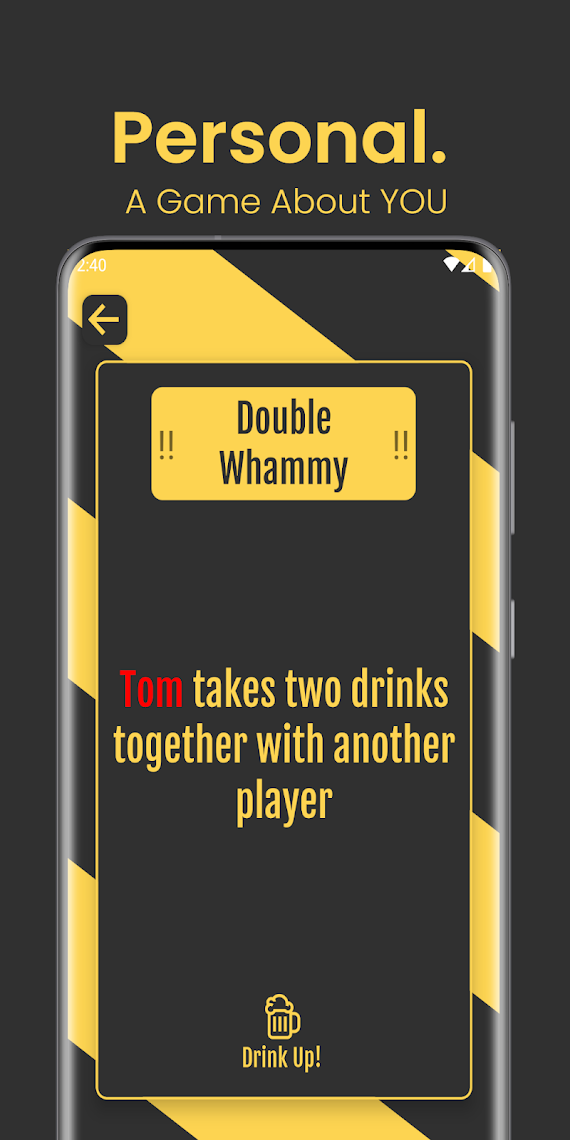 Personal.
A Game About YOU
2:40
!! Double !!
Whammy
Tom takes two drinks
together with another
player
Drink Up!